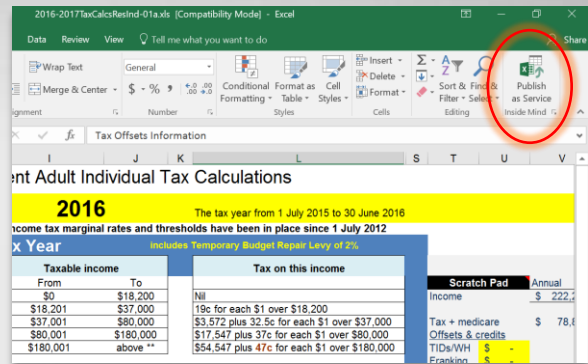 2016-2017TaxCalcsResInd-01a.xls [Compatibility Mode] - Excel
Data Review View Tell me what you want to do Share
Wrap Text General Insert
Merge & Center $ % , Conditional Format as Cell Delete Sort & Find & Publish
Formatting Table Styles Format Filter Select as Service
Number Styles Cells Editing Inside Mind
fx Tax Offsets Information
I J K L S T U V
Adult Individual Tax Calculations
2016 The tax year from 1 July 2015 to 30 June 2016
income tax marginal rates and thresholds have been in place since 1 July 2012
Year includes Temporary Budget Repair Levy of 2%
Taxable income Tax on this income Scratch Pad Annual
From To Income $ 222,
$0 $18,200 Nil
$18,201 $37,000 19c for each $1 over $18,200
$37,001 $80,000 $3,572 plus 32.5c for each $1 over $37,000 Tax + medicare $
$80,001 $180,000 $17,547 plus 37c for each $1 over $80,000 Offsets & credits
$180,001 above ** $54,547 plus 47c for each $1 over $180,000 TIDs/WH $ -
Franking $ -